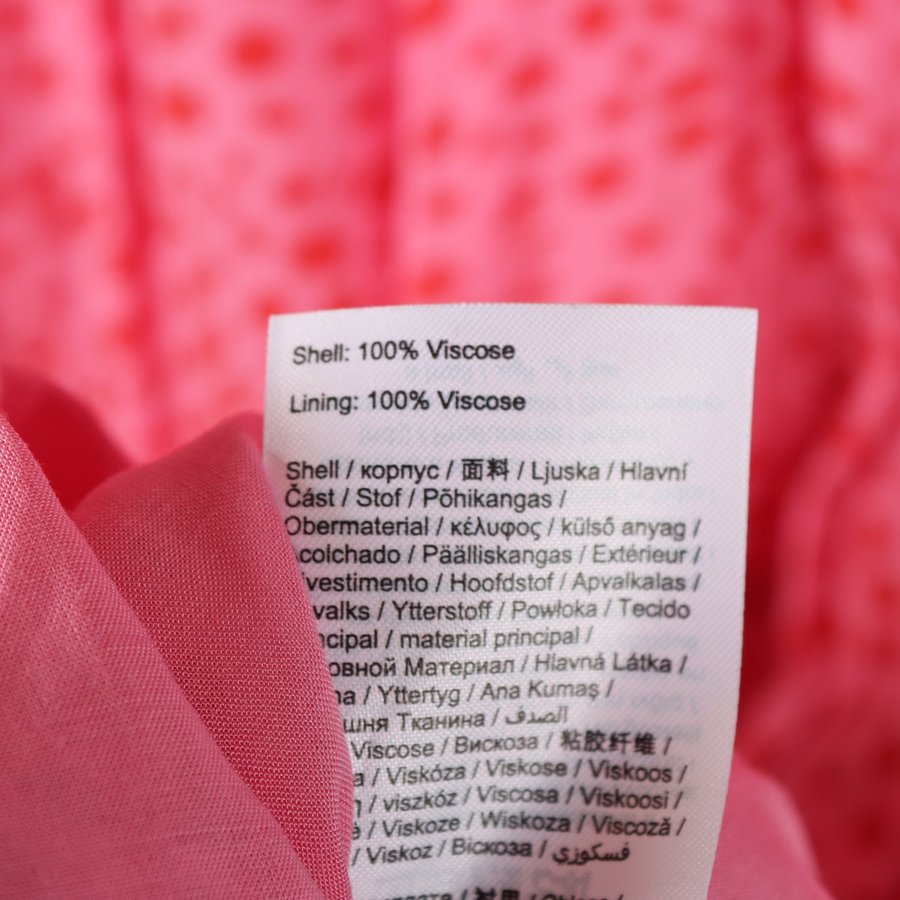 Shell: 100% Viscose
Lining: 100% Viscose
Shell / корпус / 面料 / Ljuska / Hlavní
Část / Stof / Põhikangas /
Obermaterial / κέλυφος / külső anyag /
colchado / Päälliskangas / Extérieur /
ivestimento / Hoofdstof / Apvalkalas /
valks / Ytterstoff / Powłoka / Tecido
ncipal / material principal /
овной Материал / Hlavná Látka /
na / Yttertyg / Ana Kumaş /
шня Тканина / الصدف
Viscose / Вискоза / 粘胶纤维 /
a / Viskóza / Viskose / Viskoos /
η / viszkóz / Viscosa / Viskoosi /
è / Viskoze / Wiskoza / Viscoză /
/ Viskoz / Віскоза / فسكوزي